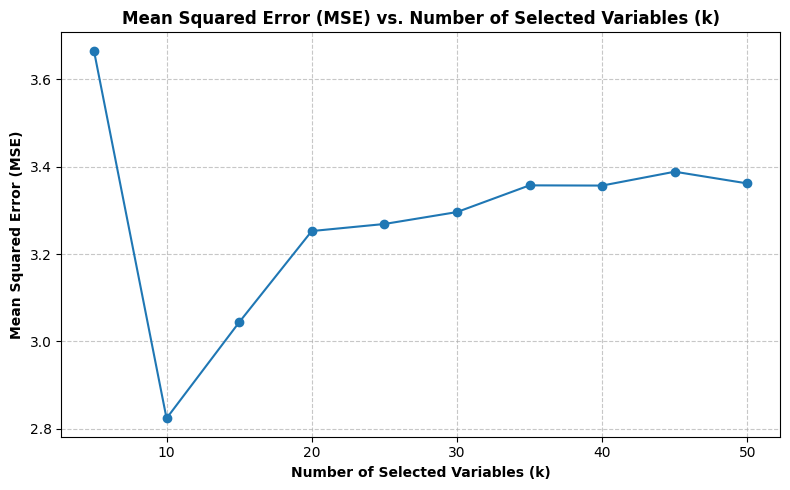 Mean Squared Error (MSE) vs. Number of Selected Variables (k)
Mean Squared Error (MSE)
3.6
3.4
3.2
3.0
2.8
10 20 30 40 50
Number of Selected Variables (k)